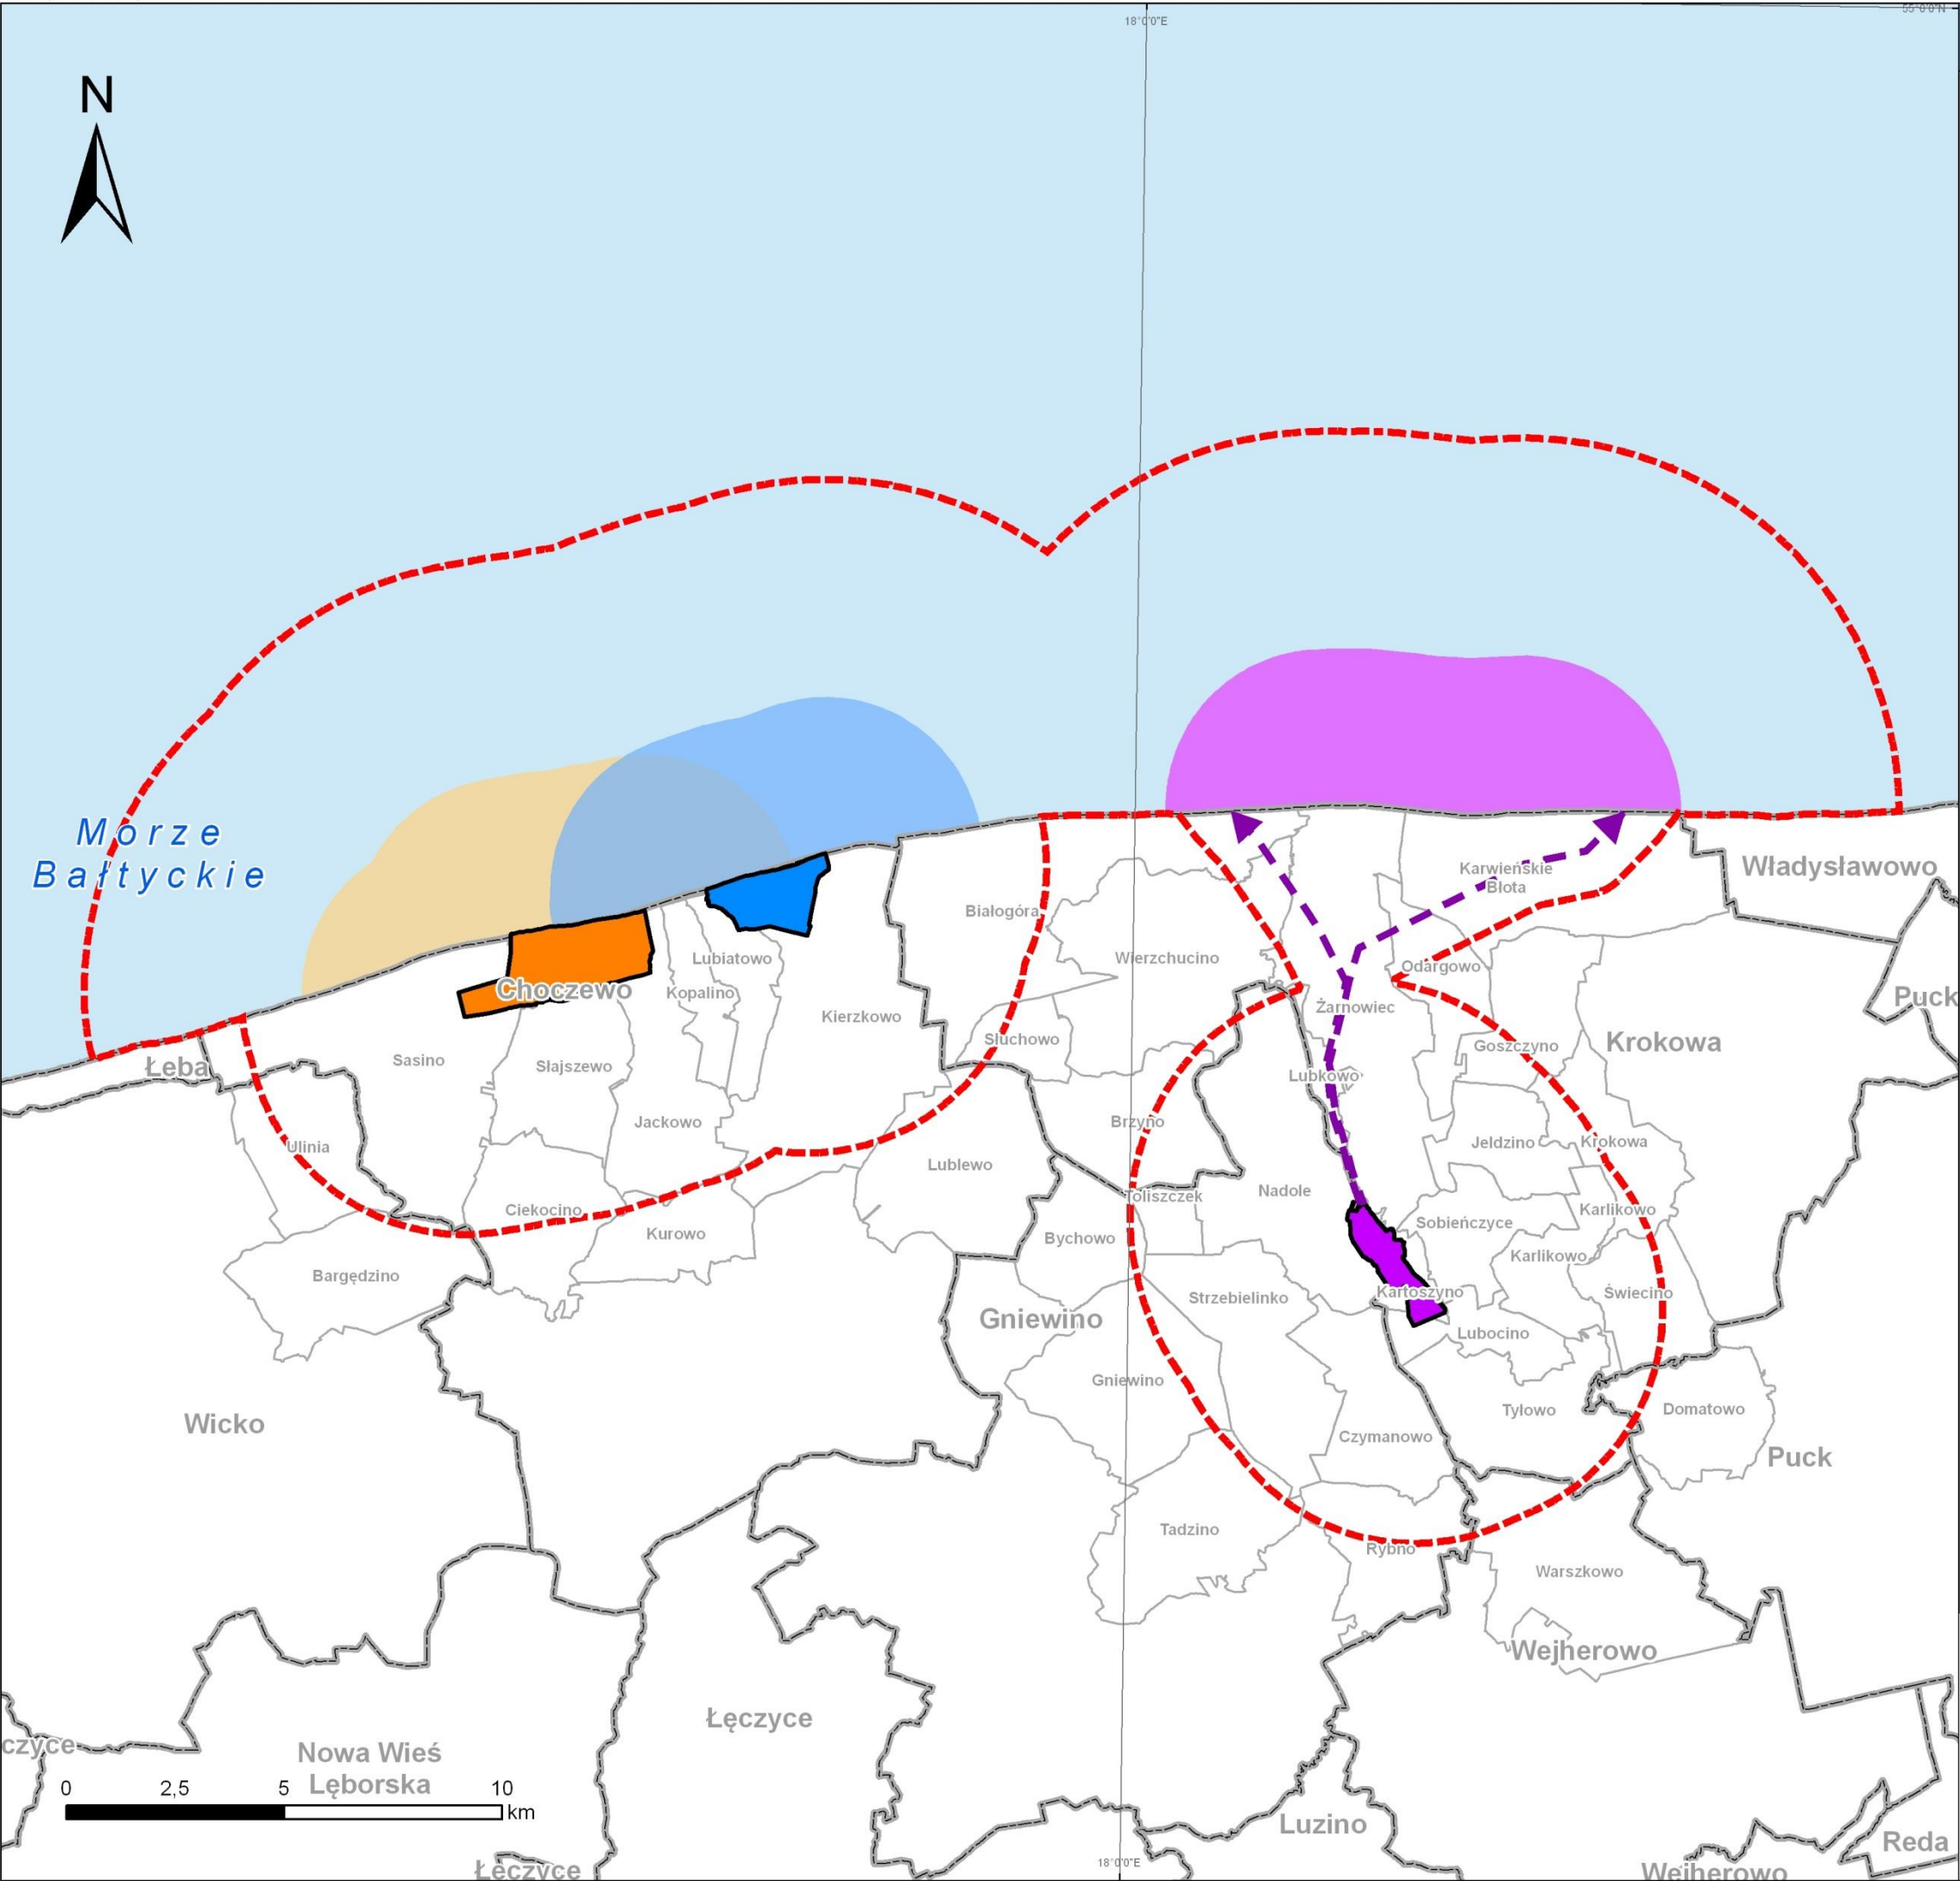 18°0'0"E
55°0'0"N
N
Morze
Bałtyckie
Karwieńskie
Błota
Władysławowo
Białogóra
Wierzchucino
Lubiatowo
Odargowo
Choczewo
Kopalino
Puck
Żarnowiec
Kierzkowo
Słuchowo
Goszczyno
Krokowa
Łeba
Sasino
Słajszewo
Lubkowo
Jackowo
Brzyno
Jeldzino
Krokowa
Ulinia
Lublewo
Toliszczek
Nadole
Ciekocino
Sobieńczyce
Karlikowo
Kurowo
Bychowo
Karlikowo
Bargędzino
Strzebielinko
Kartoszyno
Świecino
Gniewino
Lubocino
Gniewino
Wicko
Tyłowo
Domatowo
Czymanowo
Puck
Tadzino
Rybno
Warszkowo
Wejherowo
Łęczyce
czyce
Nowa Wieś
Lęborska
0 2,5 5 10
km
Luzino
Reda
18°0'0"E
Łęczyce
Wejherowo